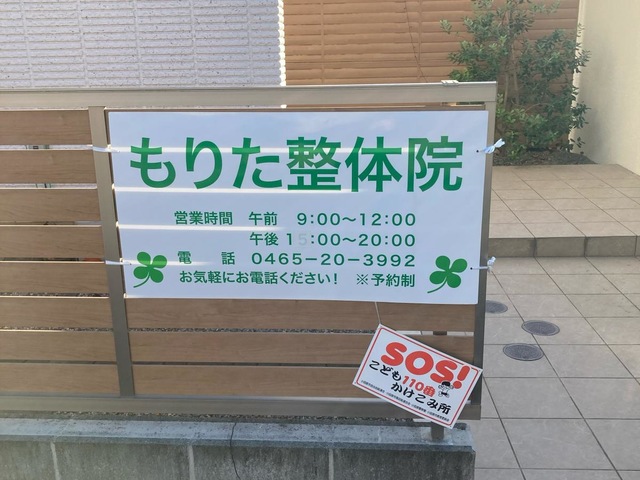 もりた整体院
営業時間 午前 9:00～12:00
午後 15:00～20:00
電 話 0465-20-3992
お気軽にお電話ください! ※予約制
SOS!
こども110番
かけこみ所